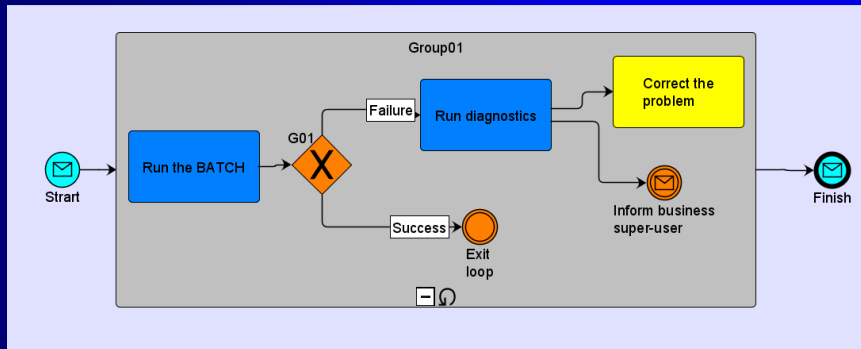 Group01
Correct the
problem
Failure
Run diagnostics
G01
Run the BATCH
Strart
Finish
Inform business
super-user
Success
Exit
loop